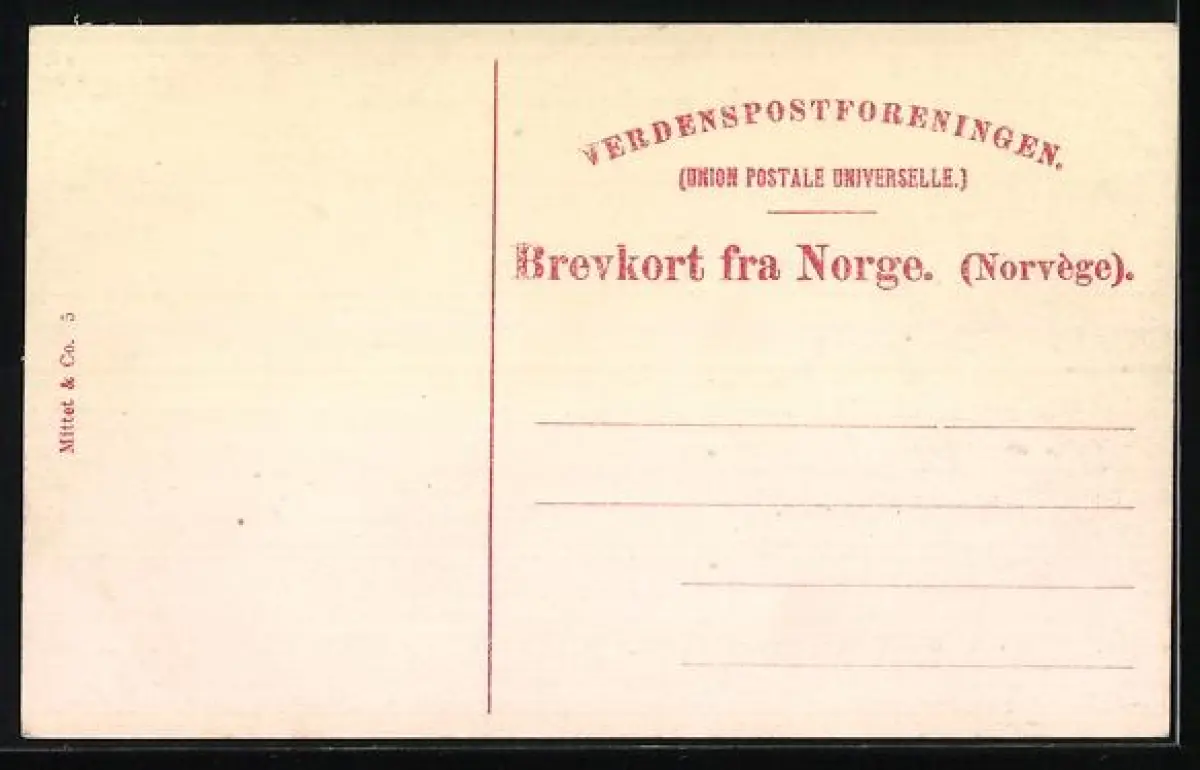 VERDENSPOSTFORENINGEN.
(UNION POSTALE UNIVERSELLE.)
Brevkort fra Norge. (Norvège).
Mittet & Co. 5